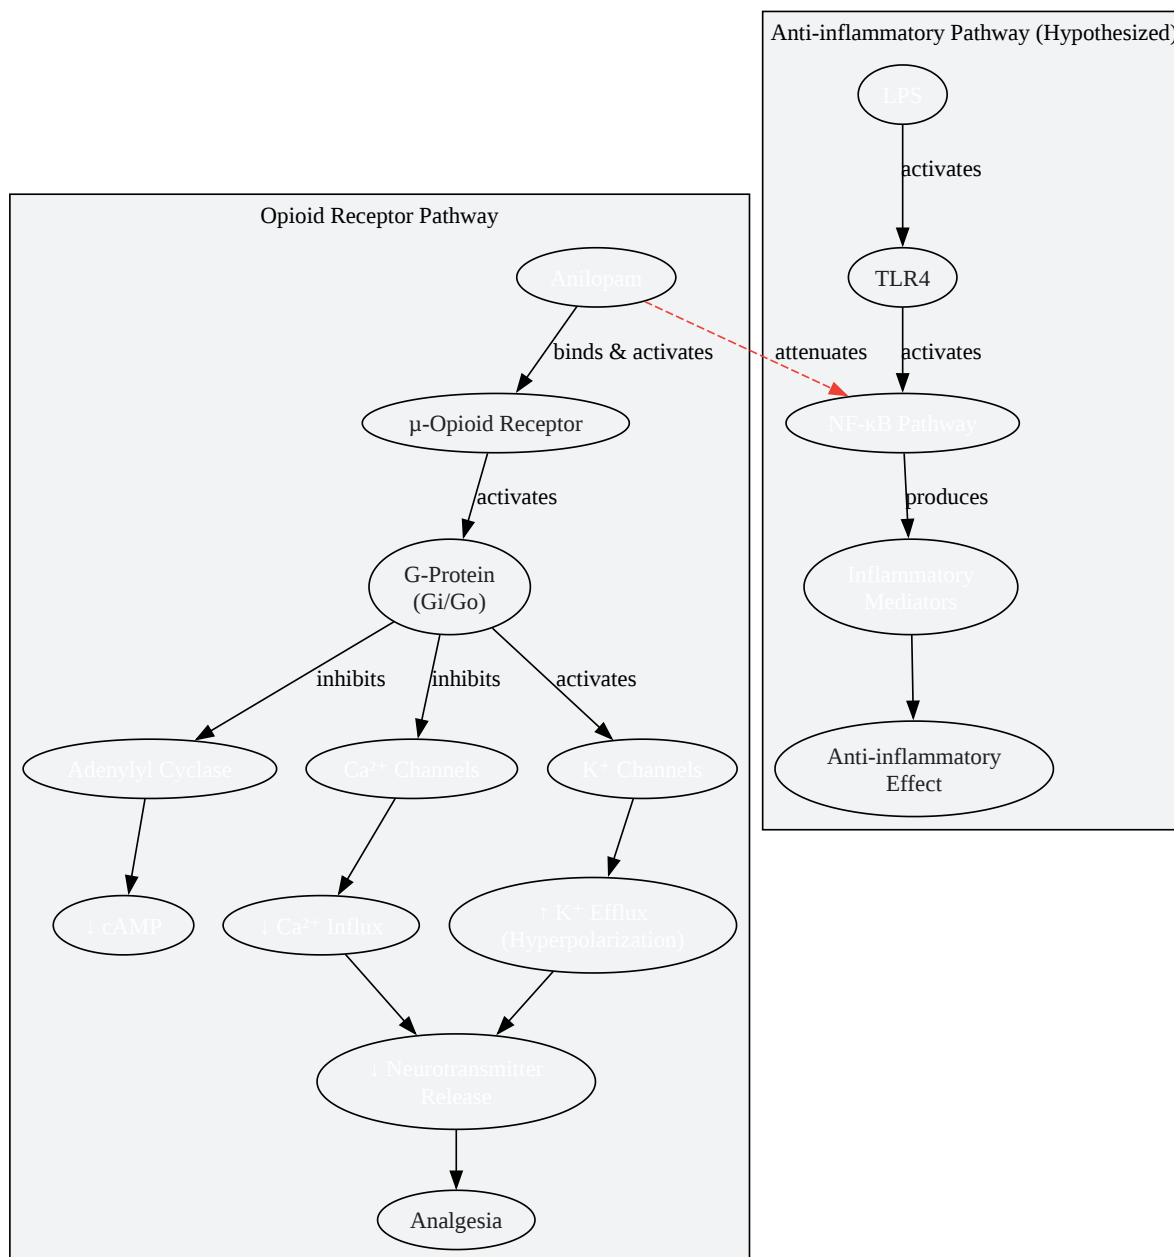 Anti-inflammatory Pathway (Hypothesized)
LPS
activates
TLR4
activates
NF-κB Pathway
produces
Inflammatory
Mediators
Anti-inflammatory
Effect
Opioid Receptor Pathway
Anilopam
binds & activates
attenuates
µ-Opioid Receptor
activates
G-Protein
(Gi/Go)
inhibits
inhibits
activates
Adenylyl Cyclase
Ca²⁺ Channels
K⁺ Channels
↓ cAMP
↓ Ca²⁺ Influx
↑ K⁺ Efflux
(Hyperpolarization)
↓ Neurotransmitter
Release
Analgesia